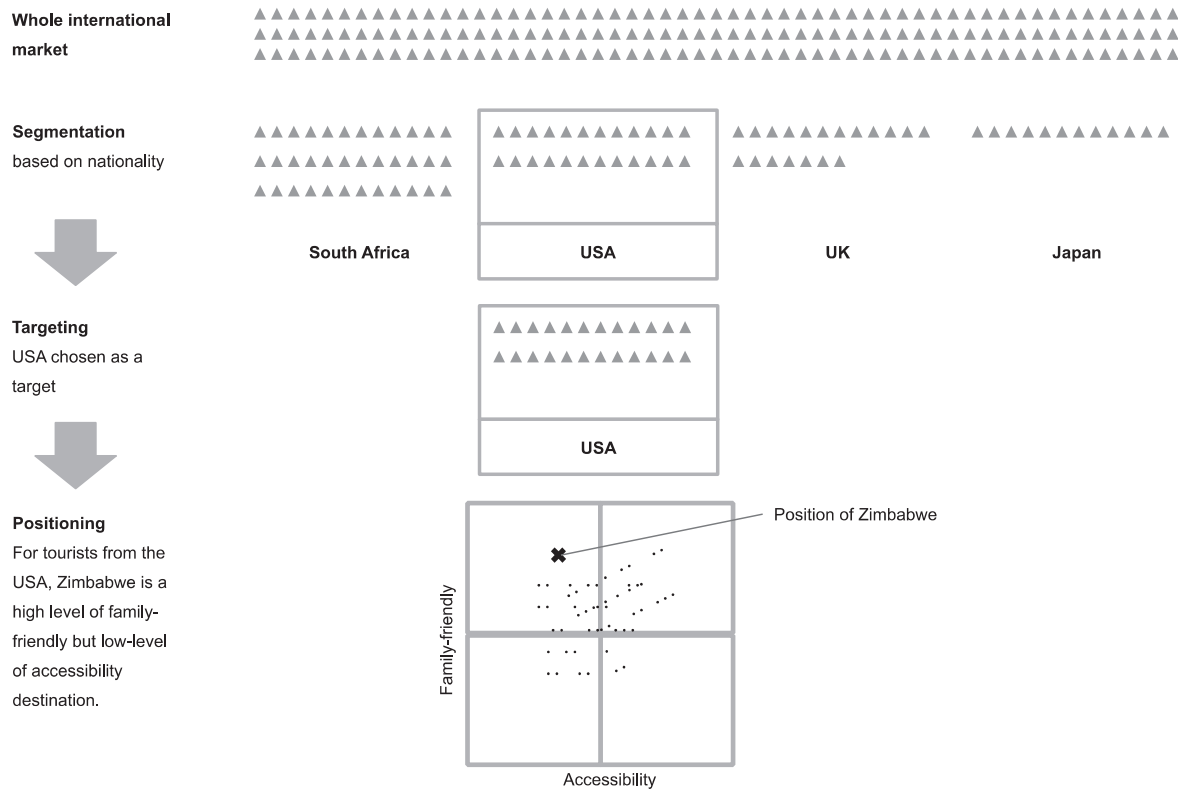 Whole international
market
Segmentation
based on nationality
South Africa
USA
UK
Japan
Targeting
USA chosen as a
target
USA
Positioning
For tourists from the
USA, Zimbabwe is a
high level of family-
friendly but low-level
of accessibility
destination.
Position of Zimbabwe
Family-friendly
Accessibility